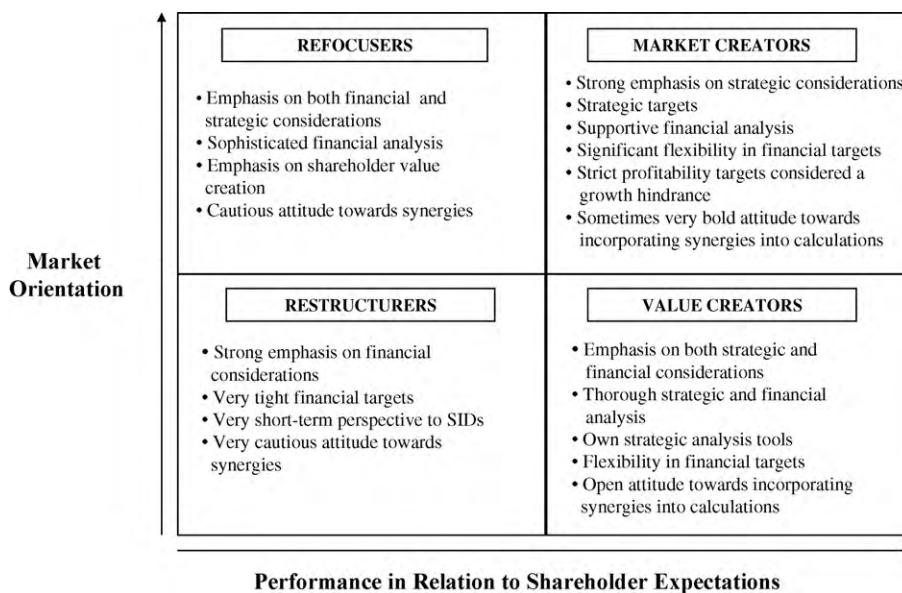 REFOCUSERS
• Emphasis on both financial and
strategic considerations
• Sophisticated financial analysis
• Emphasis on shareholder value
creation
• Cautious attitude towards synergies
MARKET CREATORS
• Strong emphasis on strategic considerations
• Strategic targets
• Supportive financial analysis
• Significant flexibility in financial targets
• Strict profitability targets considered a
growth hindrance
• Sometimes very bold attitude towards
incorporating synergies into calculations
Market
Orientation
RESTRUCTURERS
• Strong emphasis on financial
considerations
• Very tight financial targets
• Very short-term perspective to SIDs
• Very cautious attitude towards
synergies
VALUE CREATORS
• Emphasis on both strategic and
financial considerations
• Thorough strategic and financial
analysis
• Own strategic analysis tools
• Flexibility in financial targets
• Open attitude towards incorporating
synergies into calculations
Performance in Relation to Shareholder Expectations